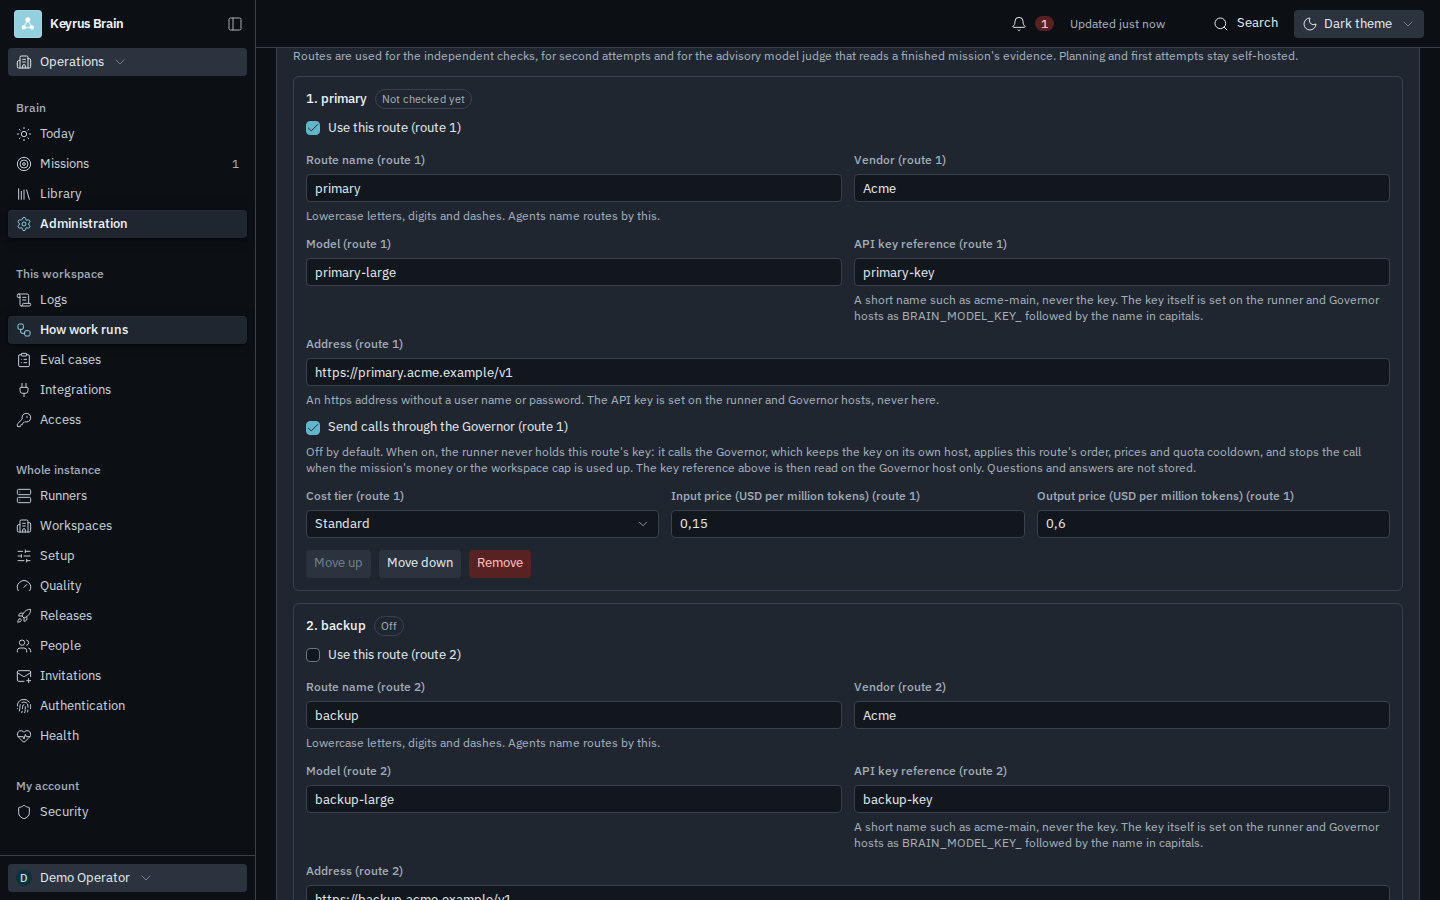 Keyrus Brain
1
Updated just now
Search
Dark theme
Operations
Brain
Today
Missions
1
Library
Administration
This workspace
Logs
How work runs
Eval cases
Integrations
Access
Whole instance
Runners
Workspaces
Setup
Quality
Releases
People
Invitations
Authentication
Health
My account
Security
D
Demo Operator
Routes are used for the independent checks, for second attempts and for the advisory model judge that reads a finished mission's evidence. Planning and first attempts stay self-hosted.
1. primary
Not checked yet
Use this route (route 1)
Route name (route 1)
Vendor (route 1)
primary
Acme
Lowercase letters, digits and dashes. Agents name routes by this.
Model (route 1)
API key reference (route 1)
primary-large
primary-key
A short name such as acme-main, never the key. The key itself is set on the runner and Governor
hosts as BRAIN_MODEL_KEY_ followed by the name in capitals.
Address (route 1)
https://primary.acme.example/v1
An https address without a user name or password. The API key is set on the runner and Governor hosts, never here.
Send calls through the Governor (route 1)
Off by default. When on, the runner never holds this route's key: it calls the Governor, which keeps the key on its own host, applies this route's order, prices and quota cooldown, and stops the call
when the mission's money or the workspace cap is used up. The key reference above is then read on the Governor host only. Questions and answers are not stored.
Cost tier (route 1)
Input price (USD per million tokens) (route 1)
Output price (USD per million tokens) (route 1)
Standard
0,15
0,6
Move up
Move down
Remove
2. backup
Off
Use this route (route 2)
Route name (route 2)
Vendor (route 2)
backup
Acme
Lowercase letters, digits and dashes. Agents name routes by this.
Model (route 2)
API key reference (route 2)
backup-large
backup-key
A short name such as acme-main, never the key. The key itself is set on the runner and Governor
hosts as BRAIN_MODEL_KEY_ followed by the name in capitals.
Address (route 2)
https://backup.acme.example/v1